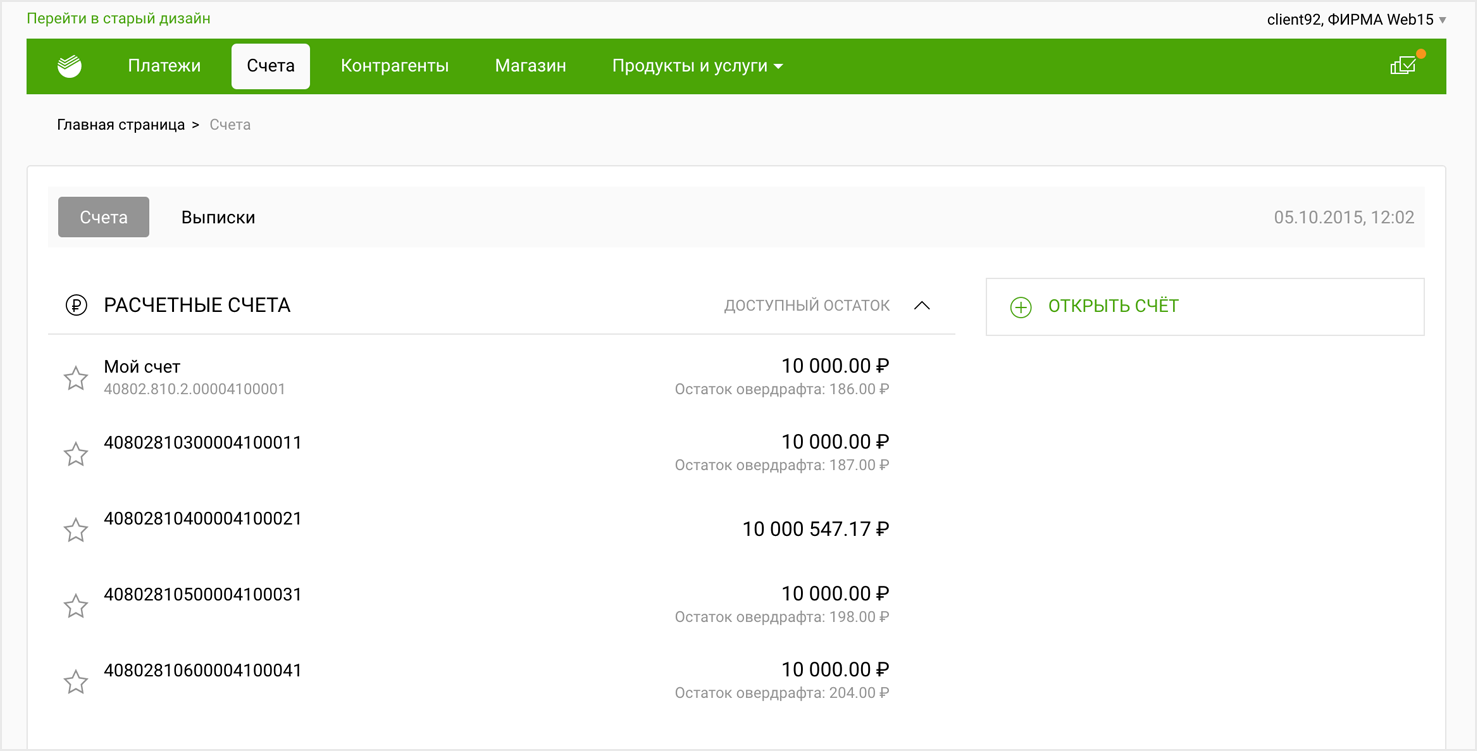 Перейти в старый дизайн
client92, ФИРМА Web15
Платежи Счета Контрагенты Магазин Продукты и услуги
Главная страница > Счета
Счета Выписки 05.10.2015, 12:02
РАСЧЕТНЫЕ СЧЕТА ДОСТУПНЫЙ ОСТАТОК
ОТКРЫТЬ СЧЁТ
Мой счет 10 000.00 ₽
40802.810.2.00004100001 Остаток овердрафта: 186.00 ₽
40802810300004100011 10 000.00 ₽
Остаток овердрафта: 187.00 ₽
40802810400004100021 10 000 547.17 ₽
40802810500004100031 10 000.00 ₽
Остаток овердрафта: 198.00 ₽
40802810600004100041 10 000.00 ₽
Остаток овердрафта: 204.00 ₽